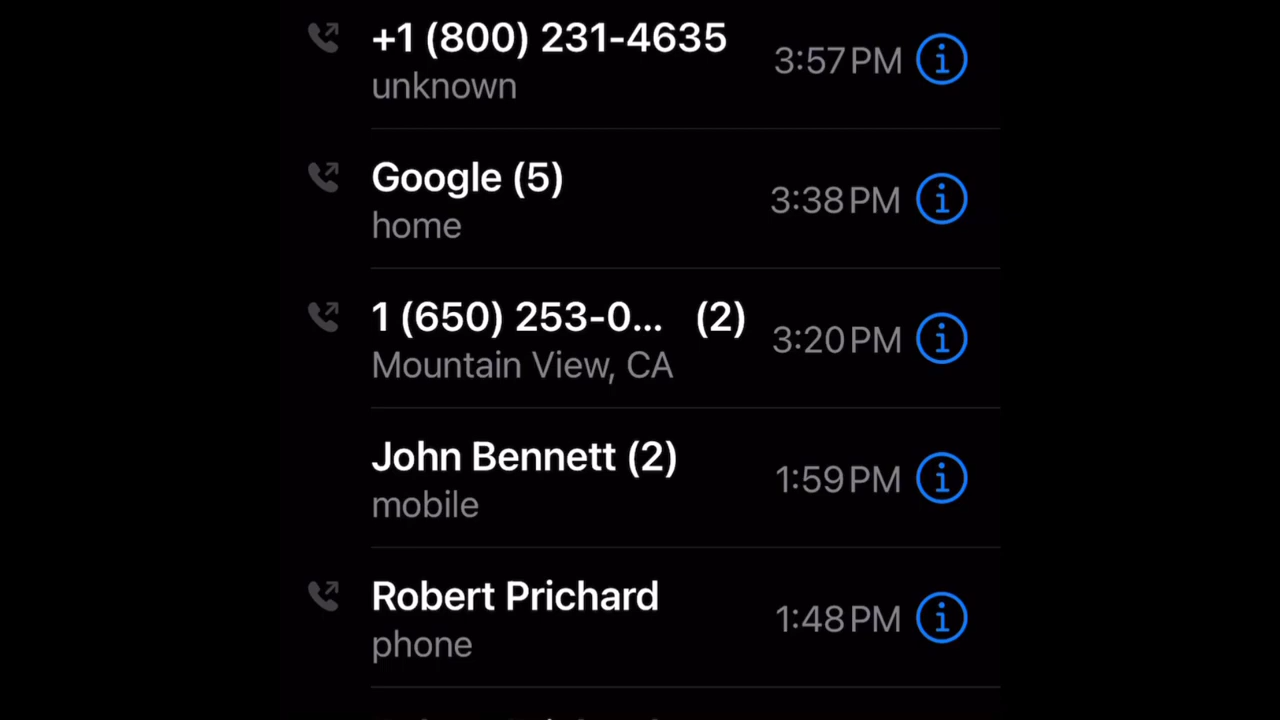 +1 (800) 231-4635
3:57 PM
unknown
Google (5)
3:38 PM
home
1 (650) 253-0... (2)
3:20 PM
Mountain View, CA
John Bennett (2)
1:59 PM
mobile
Robert Prichard
1:48 PM
phone